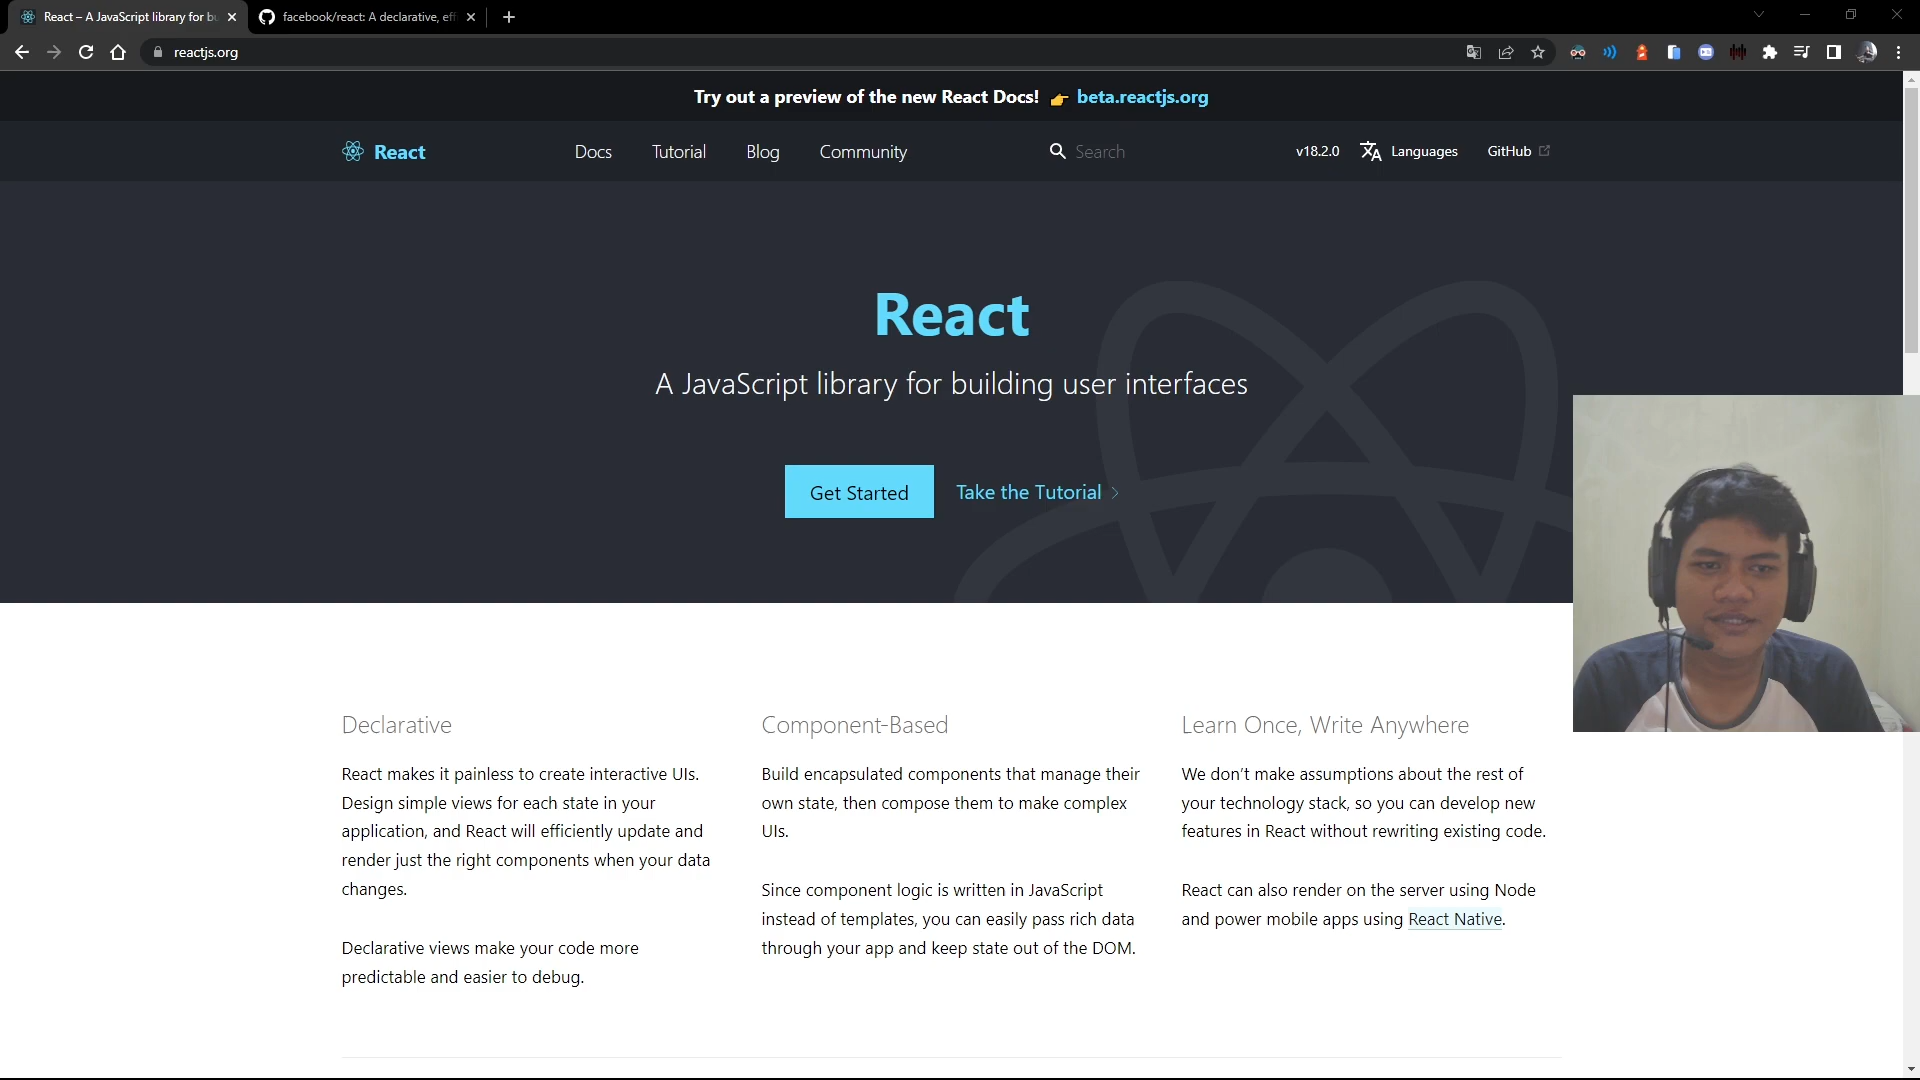 React – A JavaScript library for bu
facebook/react: A declarative, eff
reactjs.org
Try out a preview of the new React Docs! 👉 beta.reactjs.org
React
Docs
Tutorial
Blog
Community
Search
v18.2.0
Languages
GitHub
React
A JavaScript library for building user interfaces
Get Started
Take the Tutorial
Declarative
React makes it painless to create interactive UIs.
Design simple views for each state in your
application, and React will efficiently update and
render just the right components when your data
changes.
Declarative views make your code more
predictable and easier to debug.
Component-Based
Build encapsulated components that manage their
own state, then compose them to make complex
UIs.
Since component logic is written in JavaScript
instead of templates, you can easily pass rich data
through your app and keep state out of the DOM.
Learn Once, Write Anywhere
We don’t make assumptions about the rest of
your technology stack, so you can develop new
features in React without rewriting existing code.
React can also render on the server using Node
and power mobile apps using React Native.